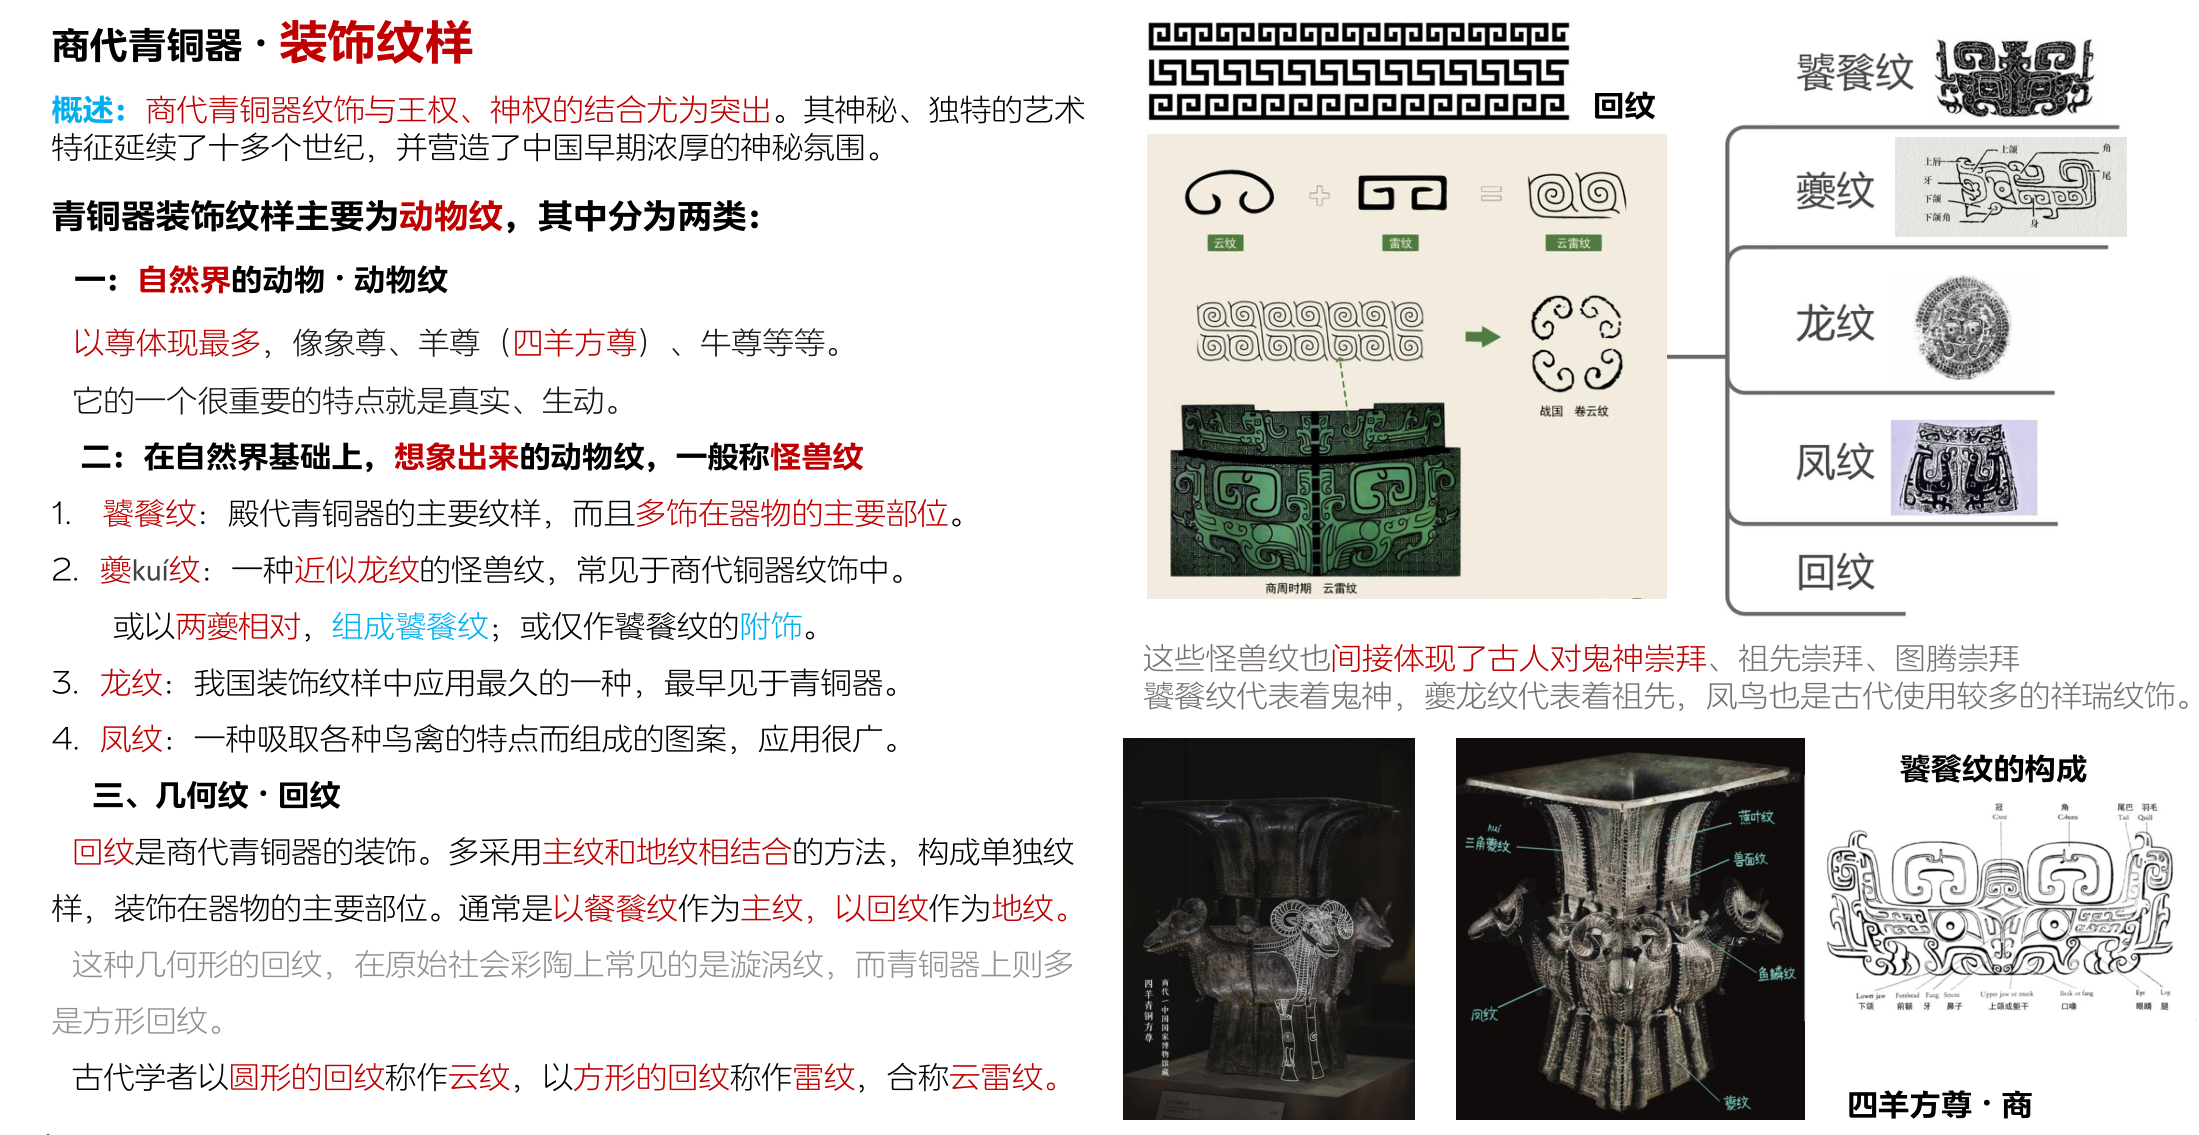 商代青铜器·装饰纹样
概述：商代青铜器纹饰与王权、神权的结合尤为突出。其神秘、独特的艺术
特征延续了十多个世纪，并营造了中国早期浓厚的神秘氛围。
青铜器装饰纹样主要为动物纹，其中分为两类：
一：自然界的动物·动物纹
以尊体现最多，像象尊、羊尊（四羊方尊）、牛尊等等。
它的一个很重要的特点就是真实、生动。
二：在自然界基础上，想象出来的动物纹，一般称怪兽纹
1. 饕餮纹：殿代青铜器的主要纹样，而且多饰在器物的主要部位。
2. 夔kuí纹：一种近似龙纹的怪兽纹，常见于商代铜器纹饰中。
或以两夔相对，组成饕餮纹；或仅作饕餮纹的附饰。
3. 龙纹：我国装饰纹样中应用最久的一种，最早见于青铜器。
4. 凤纹：一种吸取各种鸟禽的特点而组成的图案，应用很广。
三、几何纹·回纹
回纹是商代青铜器的装饰。多采用主纹和地纹相结合的方法，构成单独纹
样，装饰在器物的主要部位。通常是以餐餮纹作为主纹，以回纹作为地纹。
这种几何形的回纹，在原始社会彩陶上常见的是漩涡纹，而青铜器上则多
是方形回纹。
古代学者以圆形的回纹称作云纹，以方形的回纹称作雷纹，合称云雷纹。
回纹
云纹
雷纹
云雷纹
战国 卷云纹
商周时期 云雷纹
饕餮纹
夔纹
上唇
上颌
角
牙
尾
下颌
下颌角
身
龙纹
凤纹
回纹
这些怪兽纹也间接体现了古人对鬼神崇拜、祖先崇拜、图腾崇拜
饕餮纹代表着鬼神，夔龙纹代表着祖先，凤鸟也是古代使用较多的祥瑞纹饰。
商代—中国国家博物馆藏
四羊青铜方尊
kuí
三角夔纹
蕉叶纹
兽面纹
鱼鳞纹
凤纹
夔纹
饕餮纹的构成
冠 角 尾巴 羽毛
Crest C-horn Tail Quill
Lower jaw Forehead Fang Snout Upper jaw or trunk Beak or fang Eye Leg
下颌 前额 牙 鼻子 上颌或躯干 口喙 眼睛 腿
四羊方尊·商